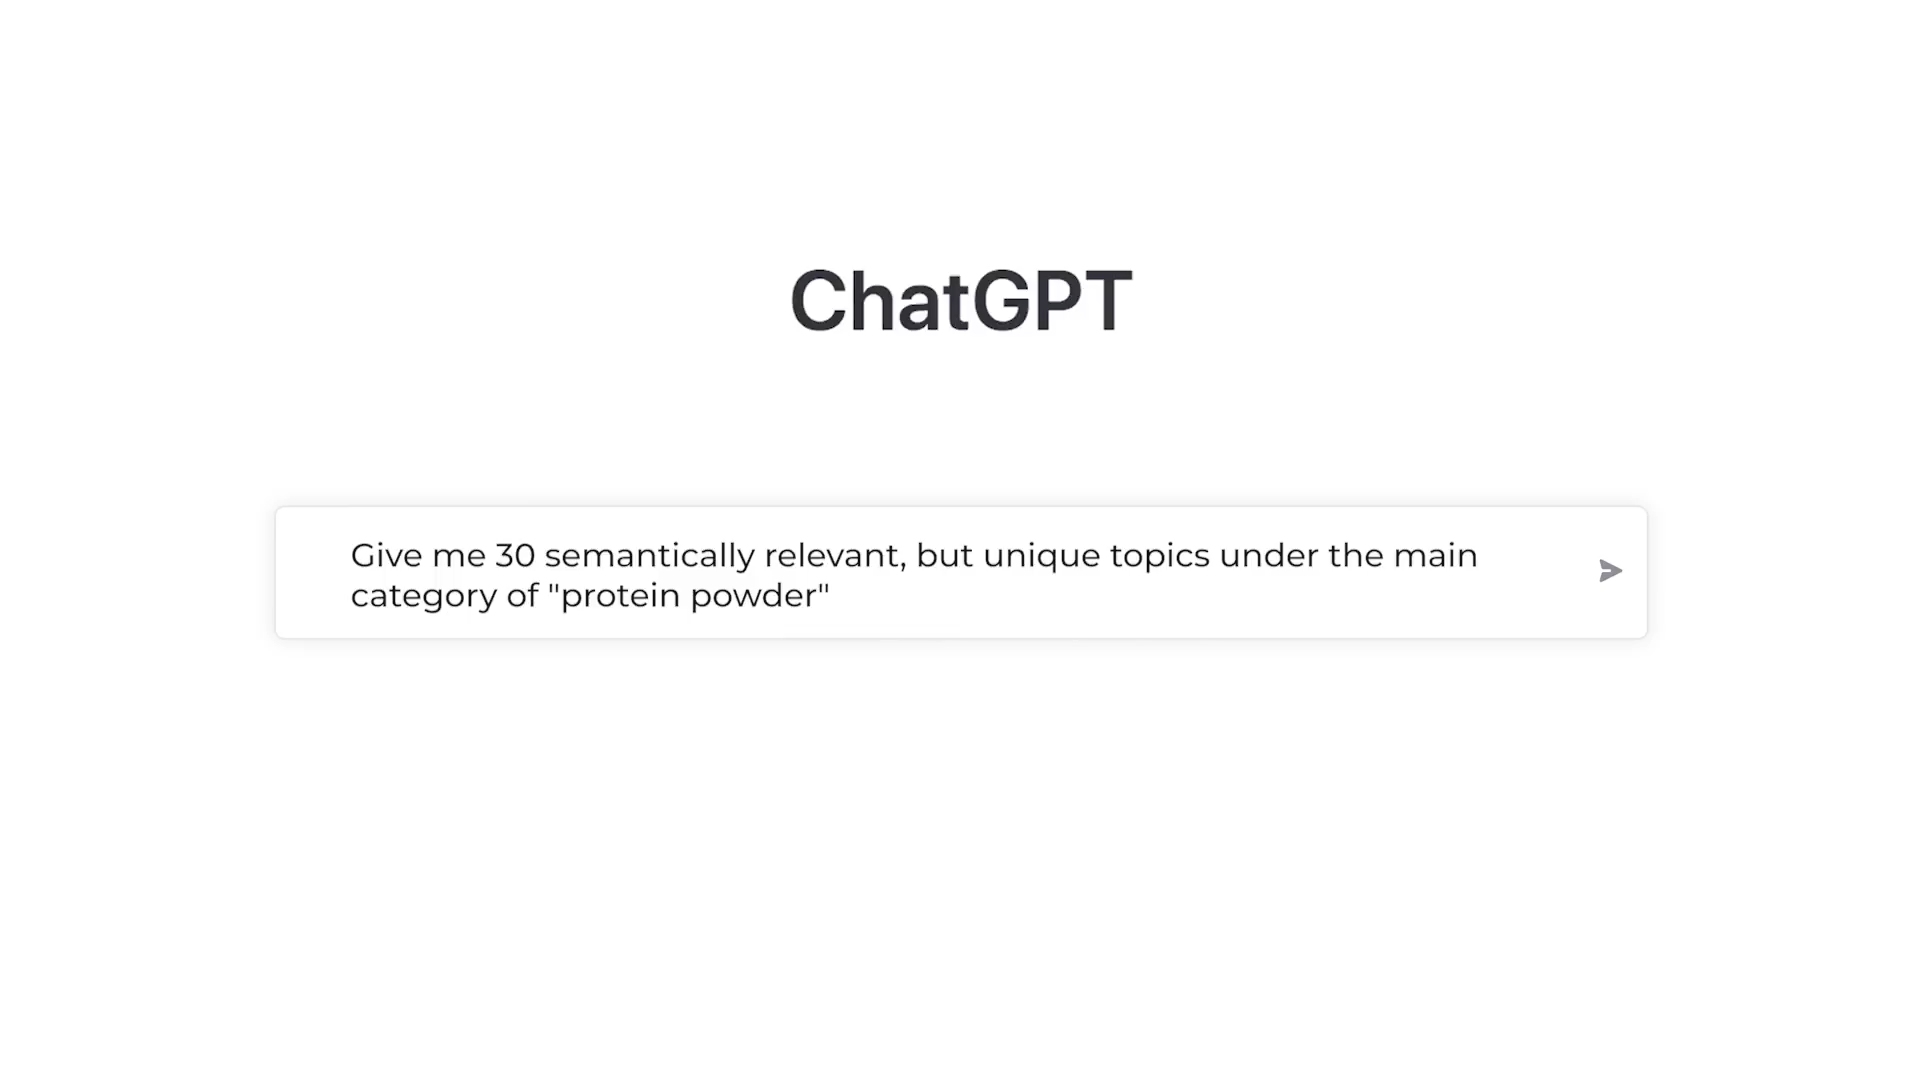 ChatGPT
Give me 30 semantically relevant, but unique topics under the main
category of "protein powder"